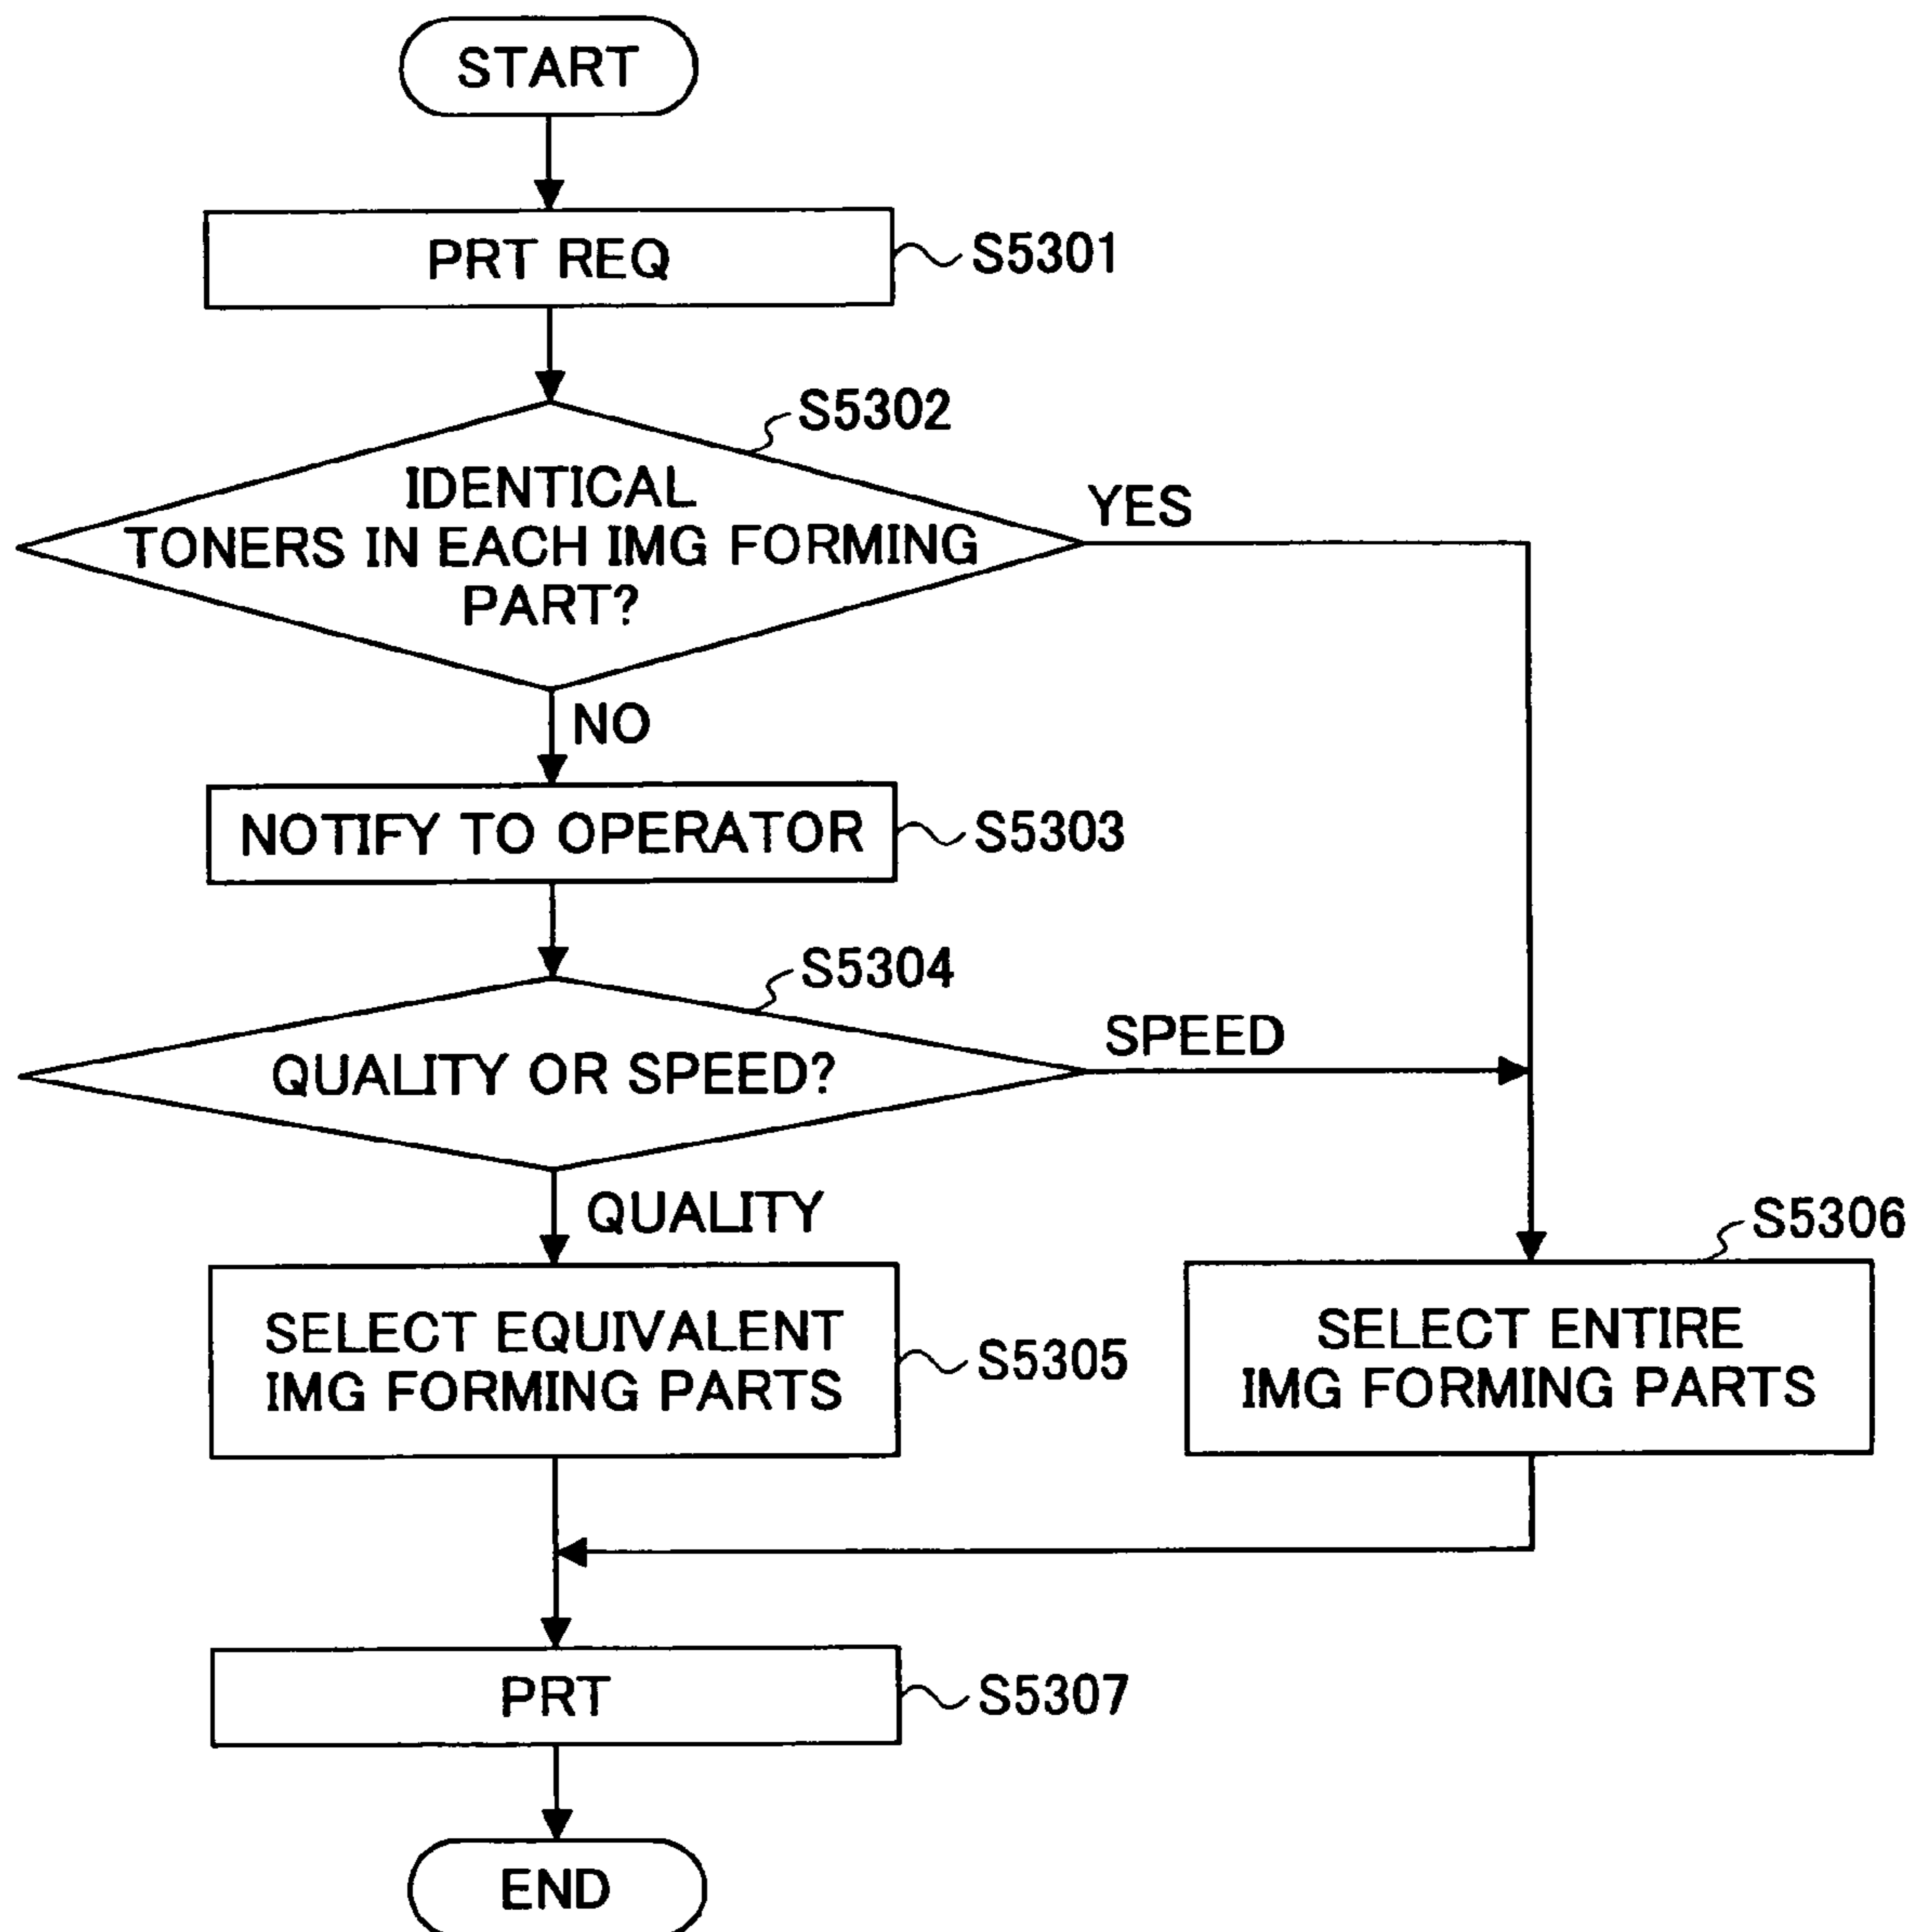 START
PRT REQ
S5301
S5302
IDENTICAL
TONERS IN EACH IMG FORMING
PART?
YES
NO
NOTIFY TO OPERATOR
S5303
S5304
QUALITY OR SPEED?
SPEED
QUALITY
SELECT EQUIVALENT
IMG FORMING PARTS
S5305
S5306
SELECT ENTIRE
IMG FORMING PARTS
PRT
S5307
END